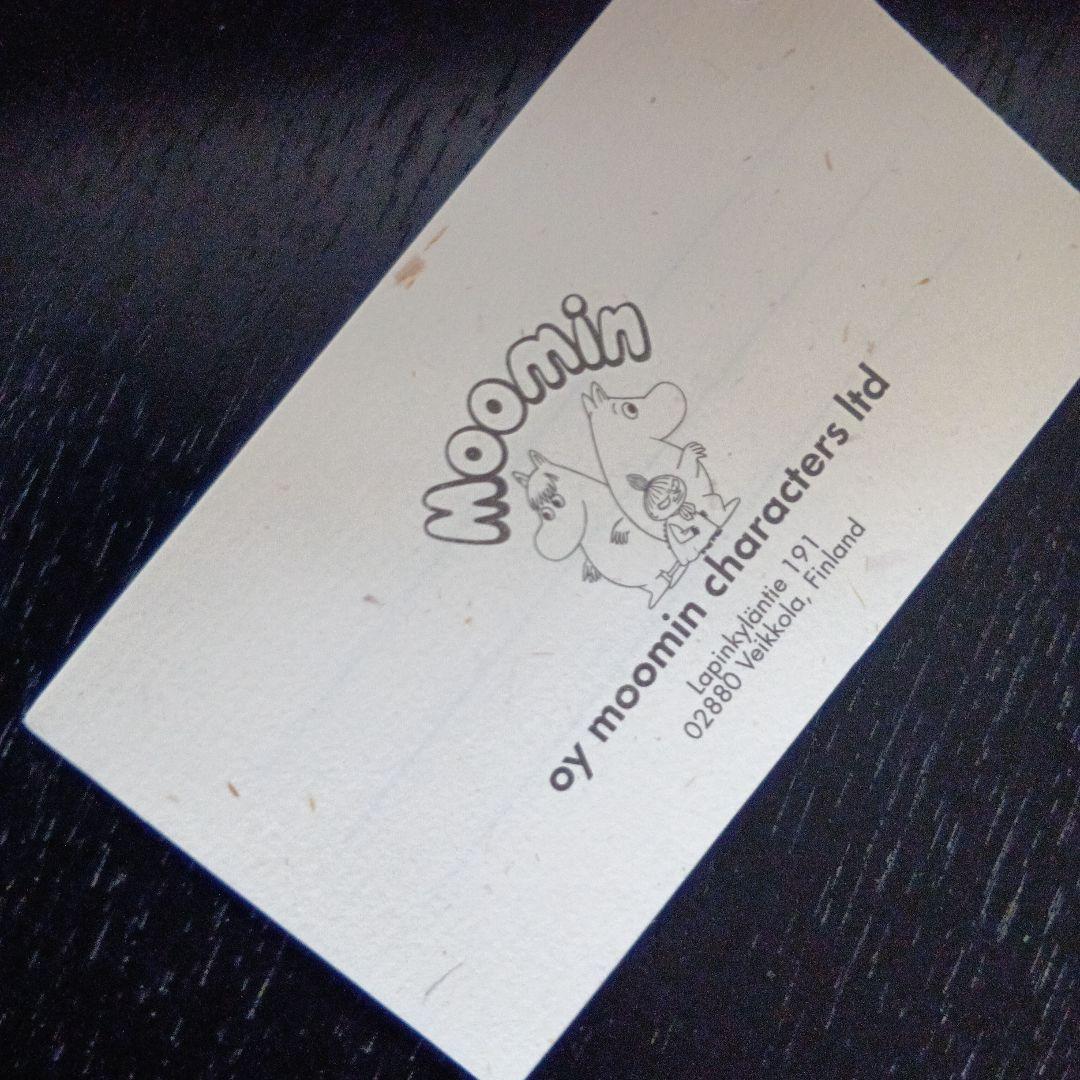 Moomin
oy moomin characters ltd
Lapinkyläntie 191
02880 Veikkola, Finland